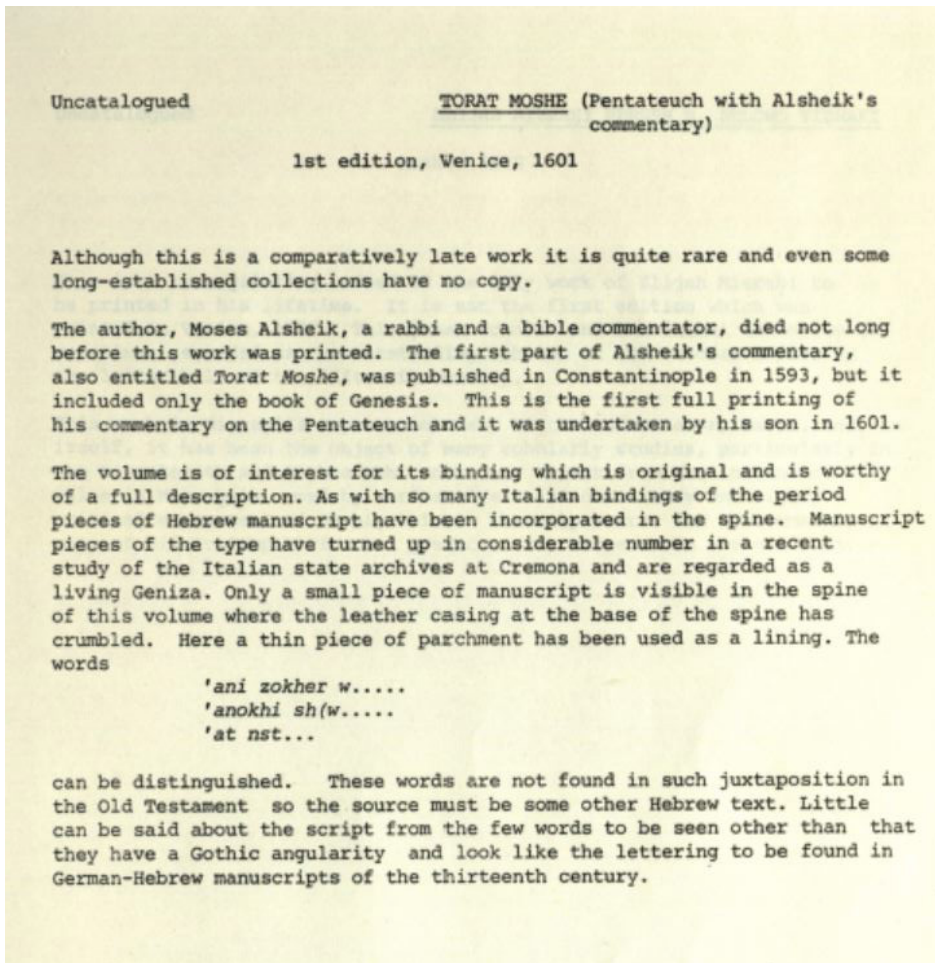 Uncatalogued TORAT MOSHE (Pentateuch with Alsheik's
commentary)
1st edition, Venice, 1601
Although this is a comparatively late work it is quite rare and even some
long-established collections have no copy.
The author, Moses Alsheik, a rabbi and a bible commentator, died not long
before this work was printed. The first part of Alsheik's commentary,
also entitled Torat Moshe, was published in Constantinople in 1593, but it
included only the book of Genesis. This is the first full printing of
his commentary on the Pentateuch and it was undertaken by his son in 1601.
The volume is of interest for its binding which is original and is worthy
of a full description. As with so many Italian bindings of the period
pieces of Hebrew manuscript have been incorporated in the spine. Manuscript
pieces of the type have turned up in considerable number in a recent
study of the Italian state archives at Cremona and are regarded as a
living Geniza. Only a small piece of manuscript is visible in the spine
of this volume where the leather casing at the base of the spine has
crumbled. Here a thin piece of parchment has been used as a lining. The
words
'ani zokher w.....
'anokhi sh(w.....
'at nst...
can be distinguished. These words are not found in such juxtaposition in
the Old Testament so the source must be some other Hebrew text. Little
can be said about the script from the few words to be seen other than that
they have a Gothic angularity and look like the lettering to be found in
German-Hebrew manuscripts of the thirteenth century.